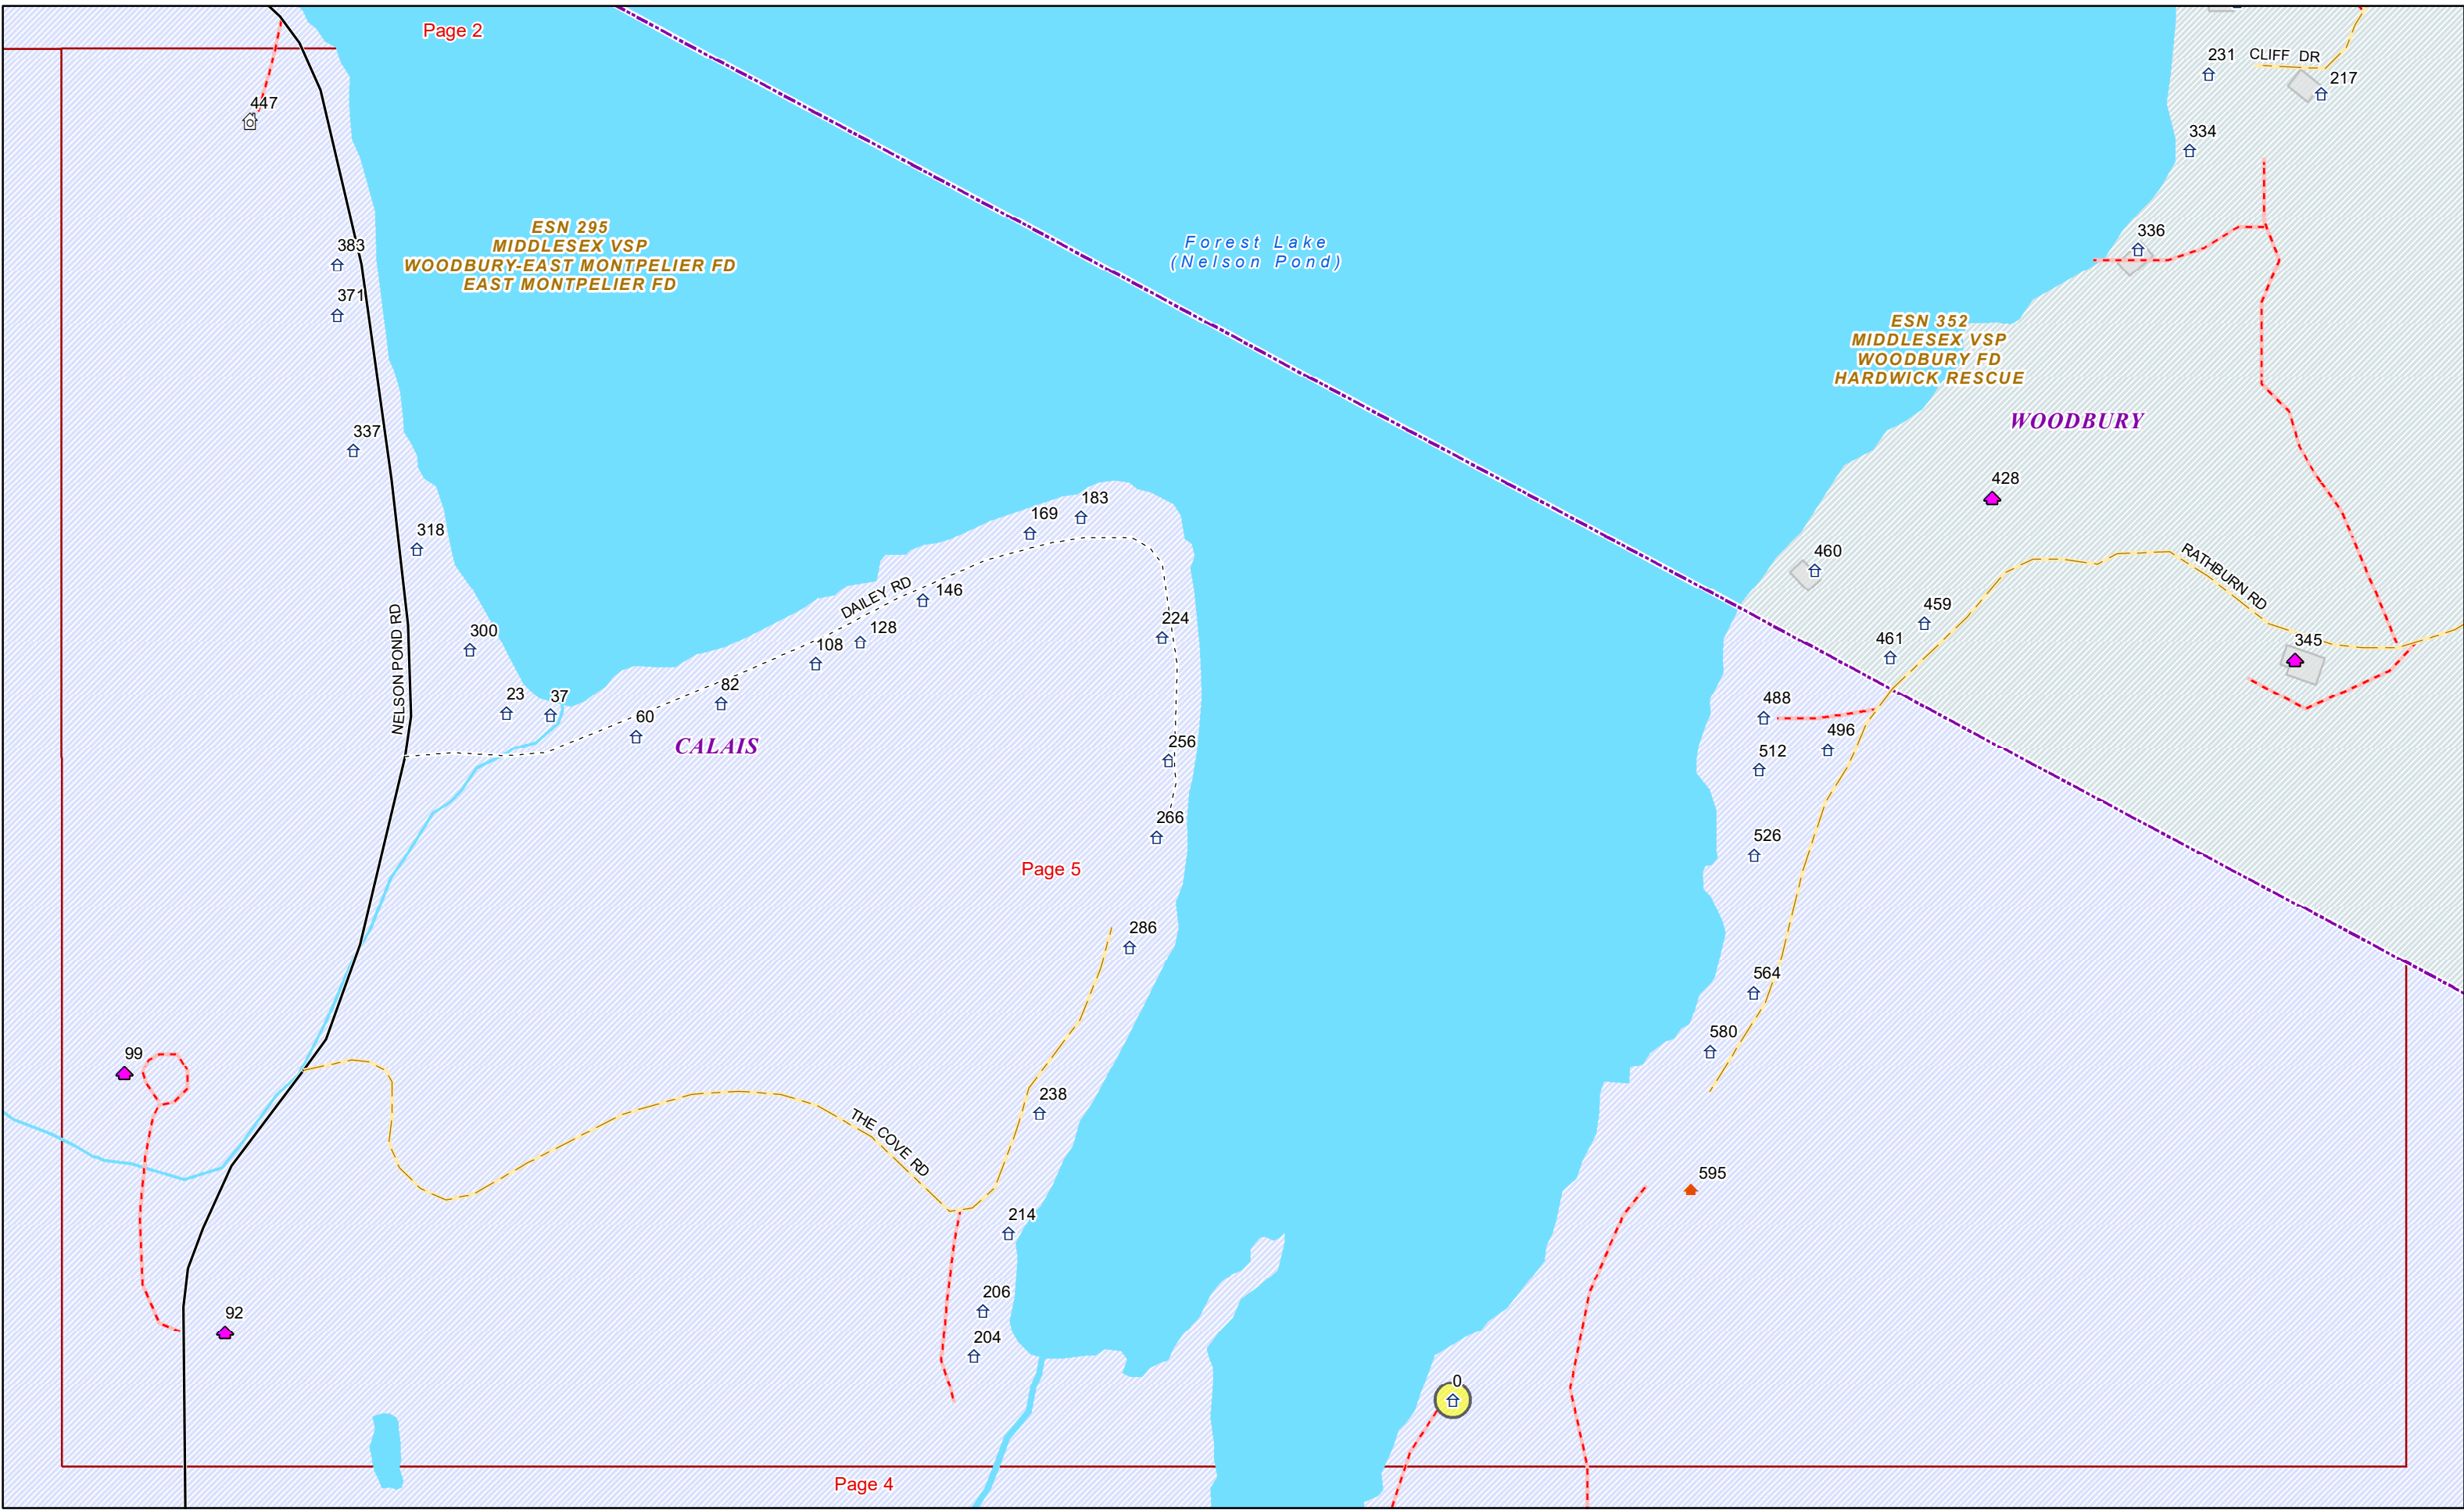 Page 2
231
CLIFF DR
217
447
334
336
ESN 295
MIDDLESEX VSP
WOODBURY-EAST MONTPELIER FD
EAST MONTPELIER FD
Forest Lake
(Nelson Pond)
383
371
ESN 352
MIDDLESEX VSP
WOODBURY FD
HARDWICK RESCUE
WOODBURY
337
428
183
169
318
460
RATHBURN RD
DAILEY RD
146
459
224
128
300
NELSON POND RD
108
461
345
82
23
37
488
60
CALAIS
496
256
512
266
526
Page 5
286
564
580
99
238
THE COVE RD
595
214
206
92
204
0
Page 4